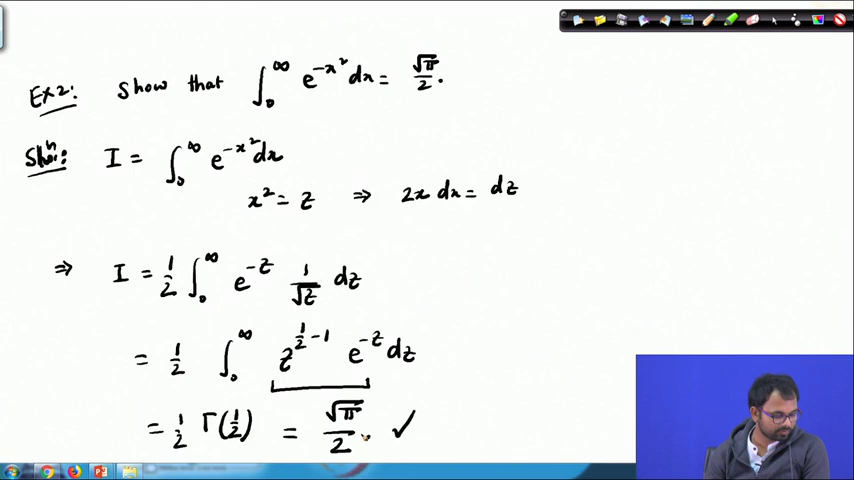 Ex 2: Show that ∫₀^∞ e^{-x²} dx = √π/2.
Soln: I = ∫₀^∞ e^{-x²} dx
x² = z ⇒ 2x dx = dz
⇒ I = 1/2 ∫₀^∞ e^{-z} 1/√z dz
= 1/2 ∫₀^∞ z^{1/2 - 1} e^{-z} dz
= 1/2 Γ(1/2) = √π/2. ✓